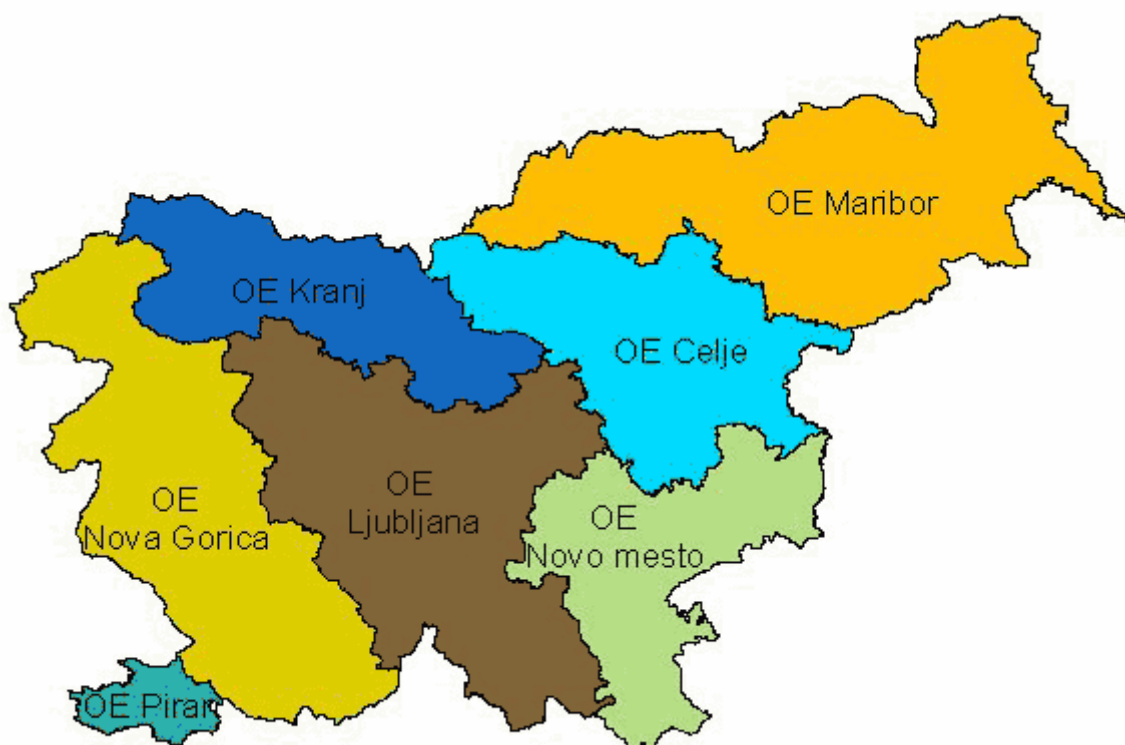 OE Maribor
OE Kranj
OE Celje
OE
Ljubljana
OE
Nova Gorica
OE
Novo mesto
OE Piran